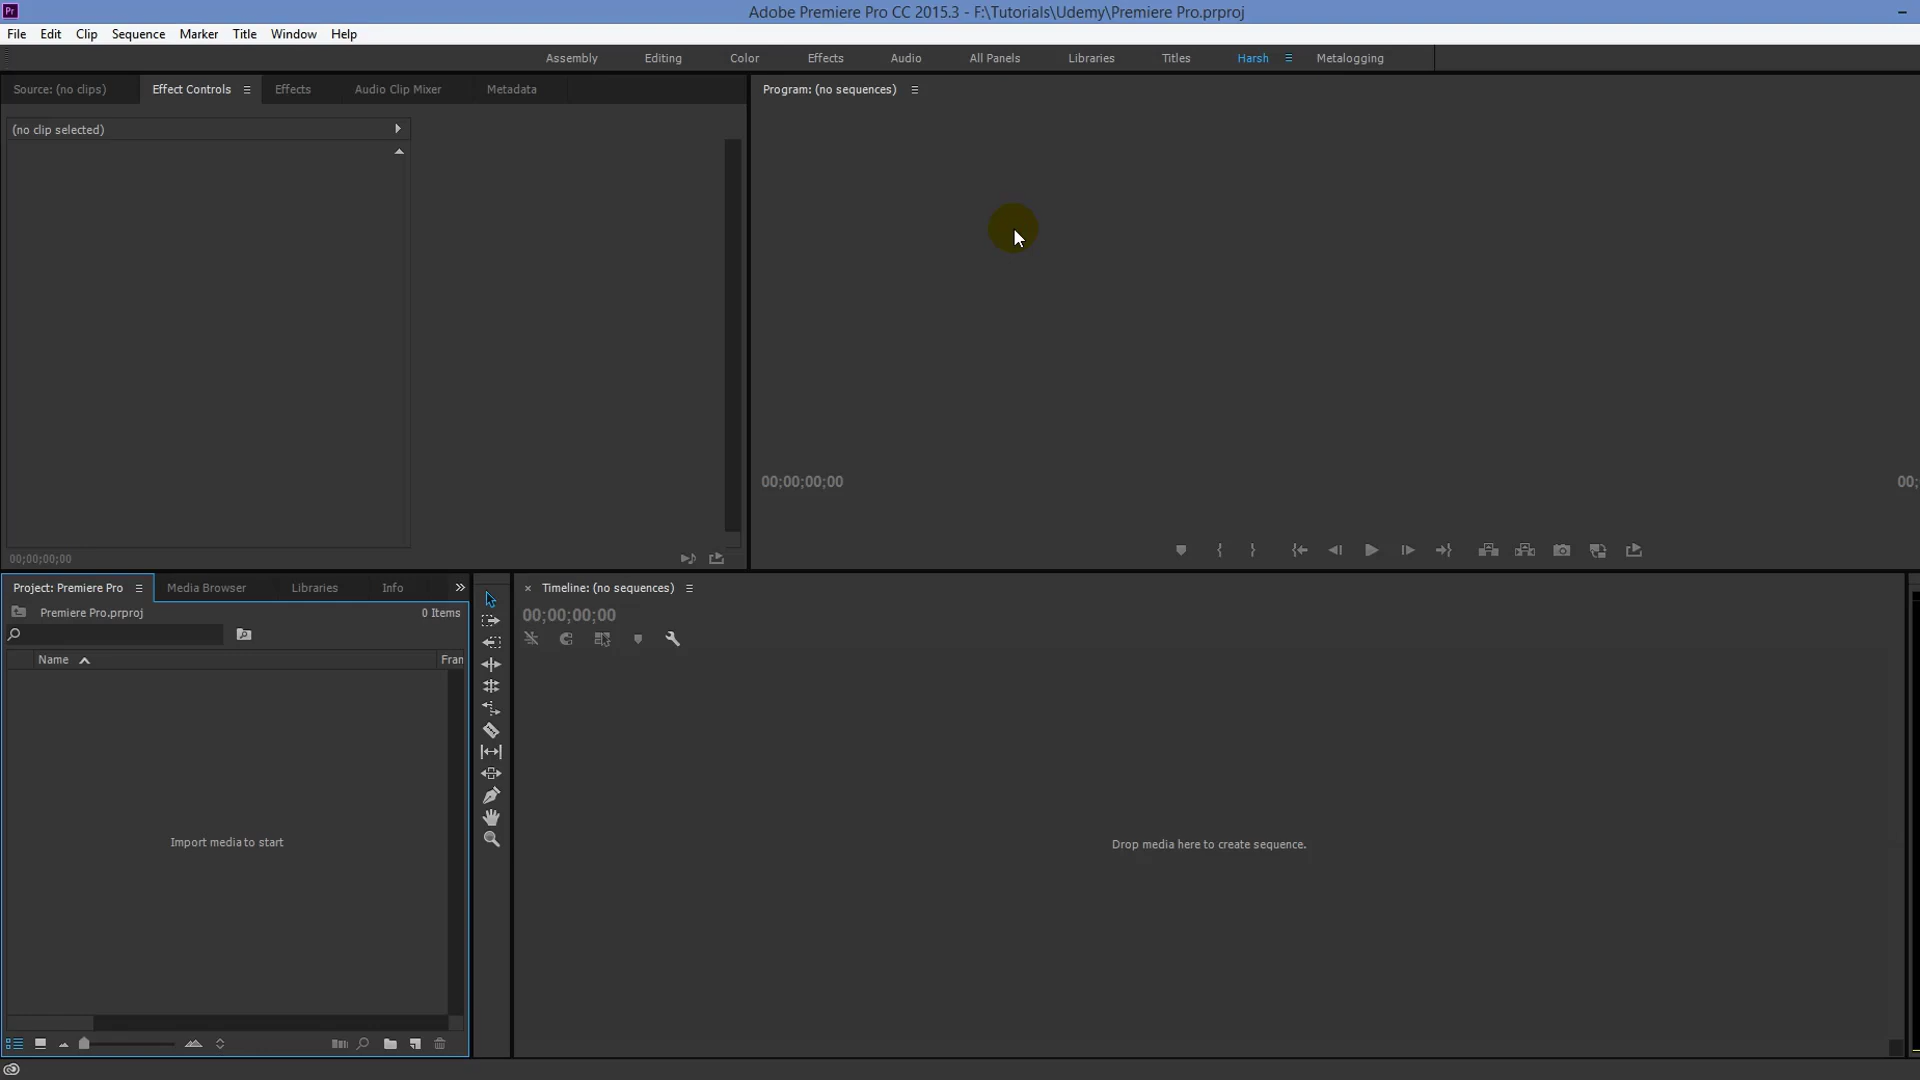 Pr
Adobe Premiere Pro CC 2015.3 - F:\Tutorials\Udemy\Premiere Pro.prproj
File Edit Clip Sequence Marker Title Window Help
Assembly Editing Color Effects Audio All Panels Libraries Titles Harsh Metalogging
Source: (no clips) Effect Controls Effects Audio Clip Mixer Metadata
Program: (no sequences)
(no clip selected)
00;00;00;00
00;
00;00;00;00
Project: Premiere Pro Media Browser Libraries Info
Timeline: (no sequences)
Premiere Pro.prproj 0 Items
00;00;00;00
Name Fran
Import media to start
Drop media here to create sequence.